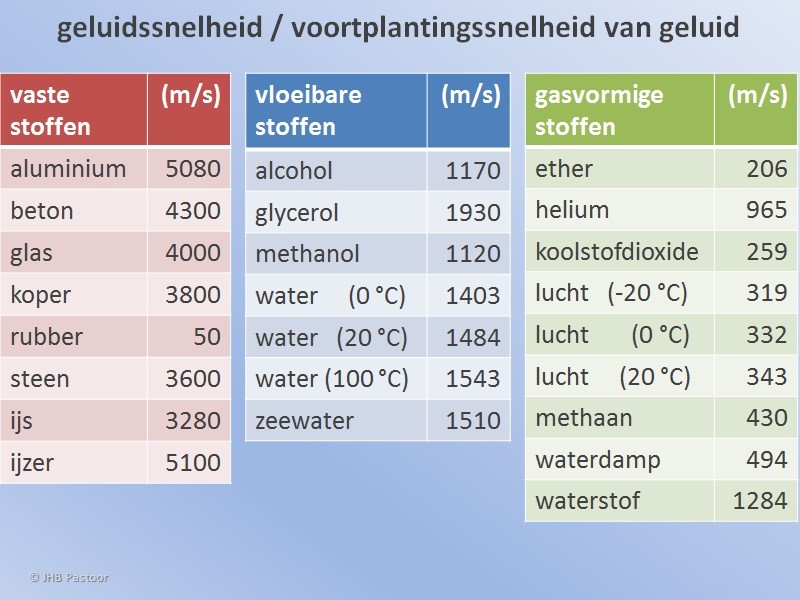 geluidssnelheid / voortplantingssnelheid van geluid
vaste stoffen (m/s)
aluminium 5080
beton 4300
glas 4000
koper 3800
rubber 50
steen 3600
ijs 3280
ijzer 5100
vloeibare stoffen (m/s)
alcohol 1170
glycerol 1930
methanol 1120
water (0 °C) 1403
water (20 °C) 1484
water (100 °C) 1543
zeewater 1510
gasvormige stoffen (m/s)
ether 206
helium 965
koolstofdioxide 259
lucht (-20 °C) 319
lucht (0 °C) 332
lucht (20 °C) 343
methaan 430
waterdamp 494
waterstof 1284
© JHB Pastoor